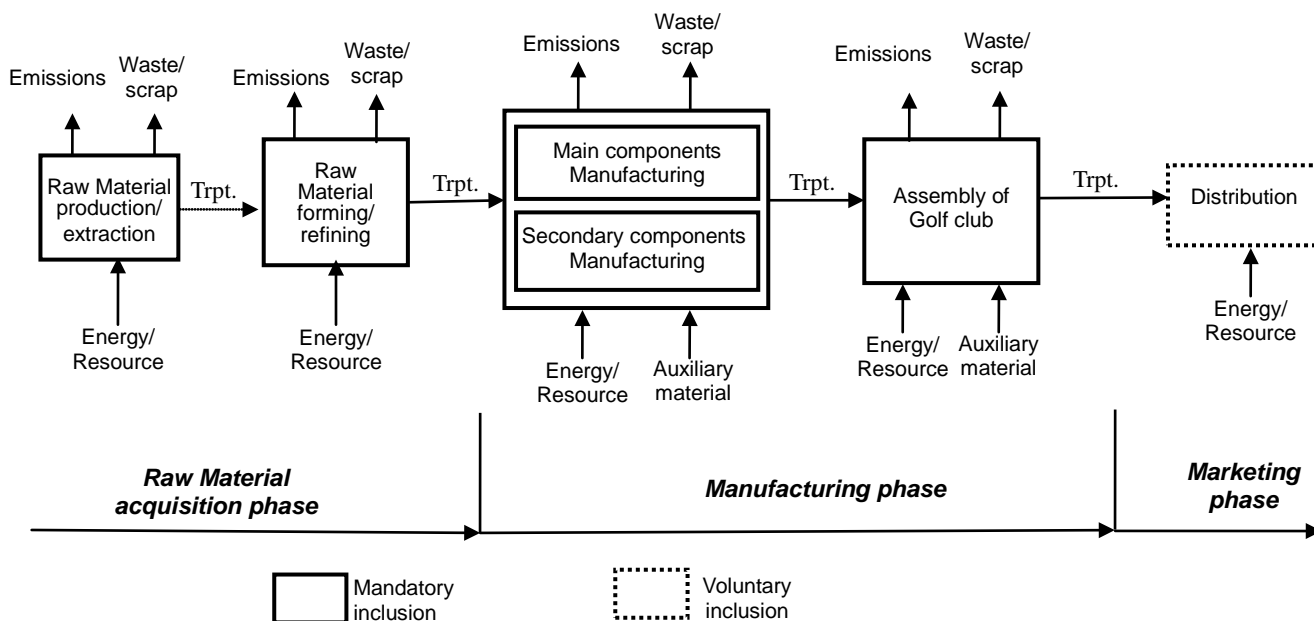 Emissions
Waste/
scrap
Raw Material
production/
extraction
Energy/
Resource
Trpt.
Emissions
Waste/
scrap
Raw
Material
forming/
refining
Energy/
Resource
Trpt.
Emissions
Waste/
scrap
Main components
Manufacturing
Secondary components
Manufacturing
Energy/
Resource
Auxiliary
material
Trpt.
Emissions
Waste/
scrap
Assembly of
Golf club
Energy/
Resource
Auxiliary
material
Trpt.
Distribution
Energy/
Resource
Raw Material
acquisition phase
Manufacturing phase
Marketing
phase
Mandatory
inclusion
Voluntary
inclusion